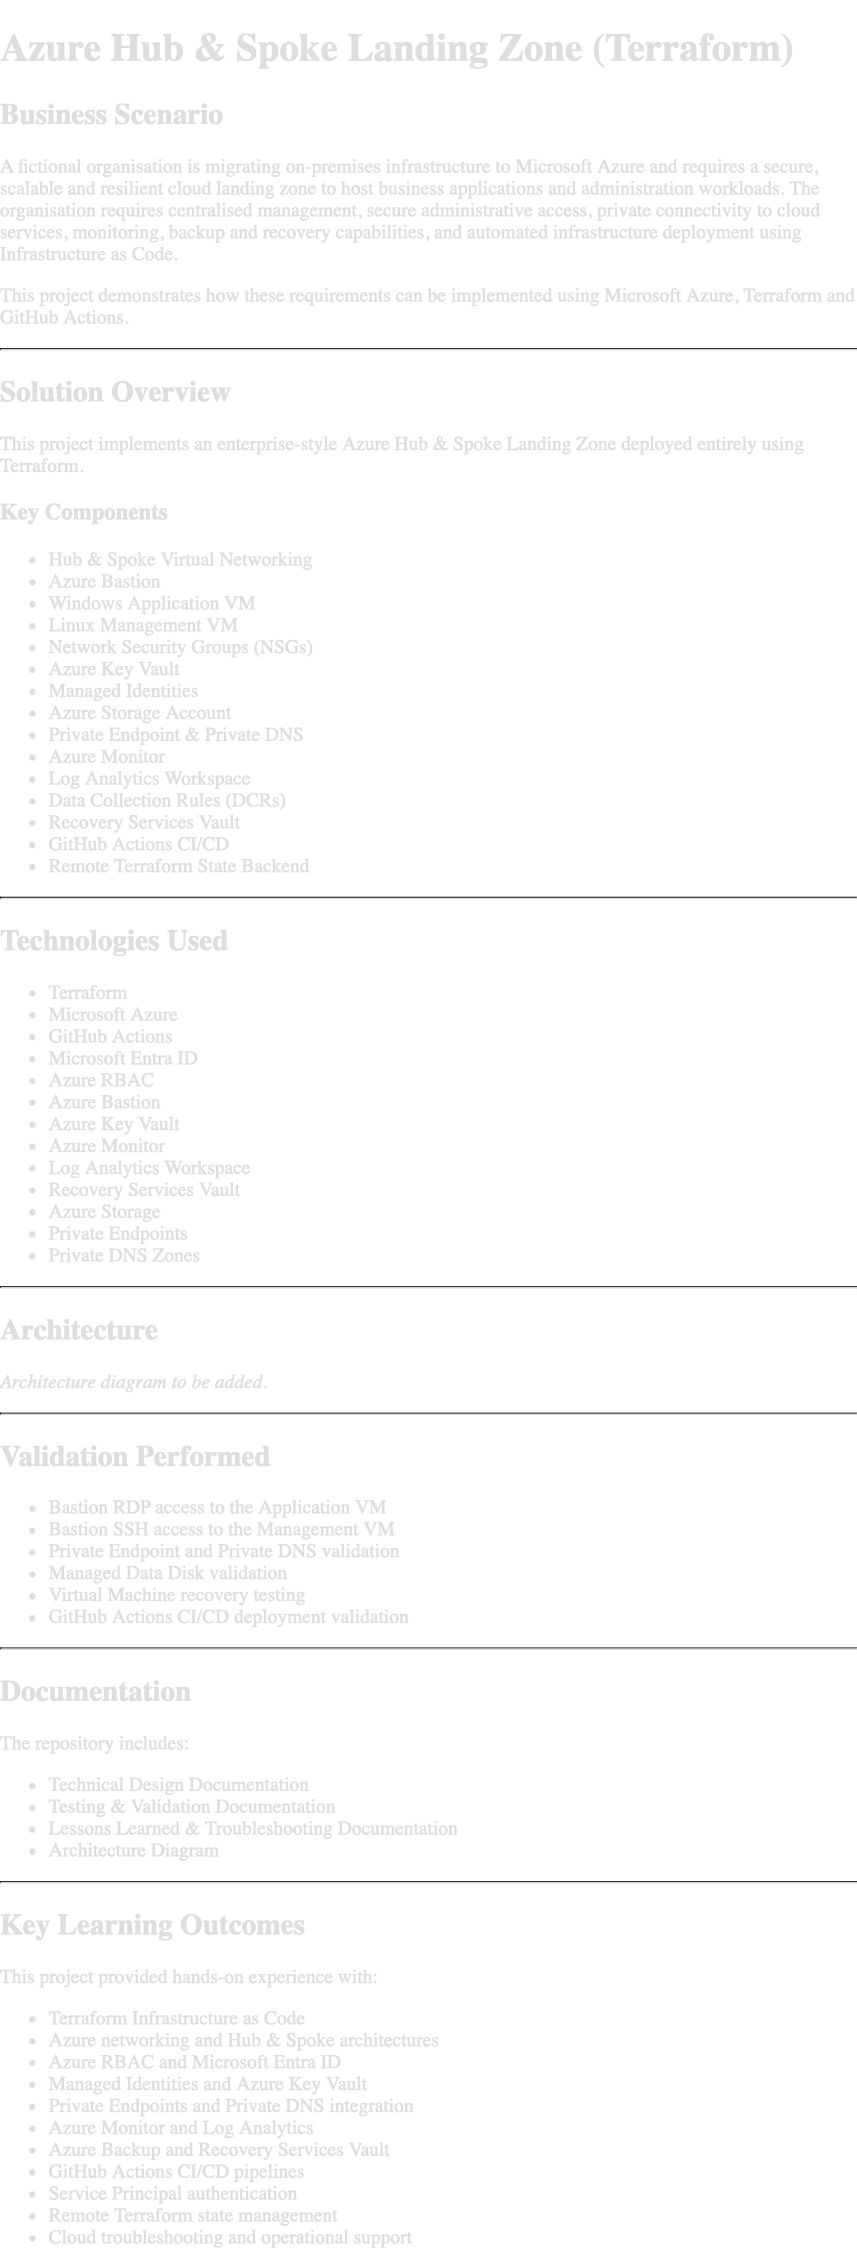 Azure Hub & Spoke Landing Zone (Terraform)
Business Scenario
A fictional organisation is migrating on-premises infrastructure to Microsoft Azure and requires a secure,
scalable and resilient cloud landing zone to host business applications and administration workloads. The
organisation requires centralised management, secure administrative access, private connectivity to cloud
services, monitoring, backup and recovery capabilities, and automated infrastructure deployment using
Infrastructure as Code.
This project demonstrates how these requirements can be implemented using Microsoft Azure, Terraform and
GitHub Actions.
Solution Overview
This project implements an enterprise-style Azure Hub & Spoke Landing Zone deployed entirely using
Terraform.
Key Components
• Hub & Spoke Virtual Networking
• Azure Bastion
• Windows Application VM
• Linux Management VM
• Network Security Groups (NSGs)
• Azure Key Vault
• Managed Identities
• Azure Storage Account
• Private Endpoint & Private DNS
• Azure Monitor
• Log Analytics Workspace
• Data Collection Rules (DCRs)
• Recovery Services Vault
• GitHub Actions CI/CD
• Remote Terraform State Backend
Technologies Used
• Terraform
• Microsoft Azure
• GitHub Actions
• Microsoft Entra ID
• Azure RBAC
• Azure Bastion
• Azure Key Vault
• Azure Monitor
• Log Analytics Workspace
• Recovery Services Vault
• Azure Storage
• Private Endpoints
• Private DNS Zones
Architecture
Architecture diagram to be added.
Validation Performed
• Bastion RDP access to the Application VM
• Bastion SSH access to the Management VM
• Private Endpoint and Private DNS validation
• Managed Data Disk validation
• Virtual Machine recovery testing
• GitHub Actions CI/CD deployment validation
Documentation
The repository includes:
• Technical Design Documentation
• Testing & Validation Documentation
• Lessons Learned & Troubleshooting Documentation
• Architecture Diagram
Key Learning Outcomes
This project provided hands-on experience with:
• Terraform Infrastructure as Code
• Azure networking and Hub & Spoke architectures
• Azure RBAC and Microsoft Entra ID
• Managed Identities and Azure Key Vault
• Private Endpoints and Private DNS integration
• Azure Monitor and Log Analytics
• Azure Backup and Recovery Services Vault
• GitHub Actions CI/CD pipelines
• Service Principal authentication
• Remote Terraform state management
• Cloud troubleshooting and operational support